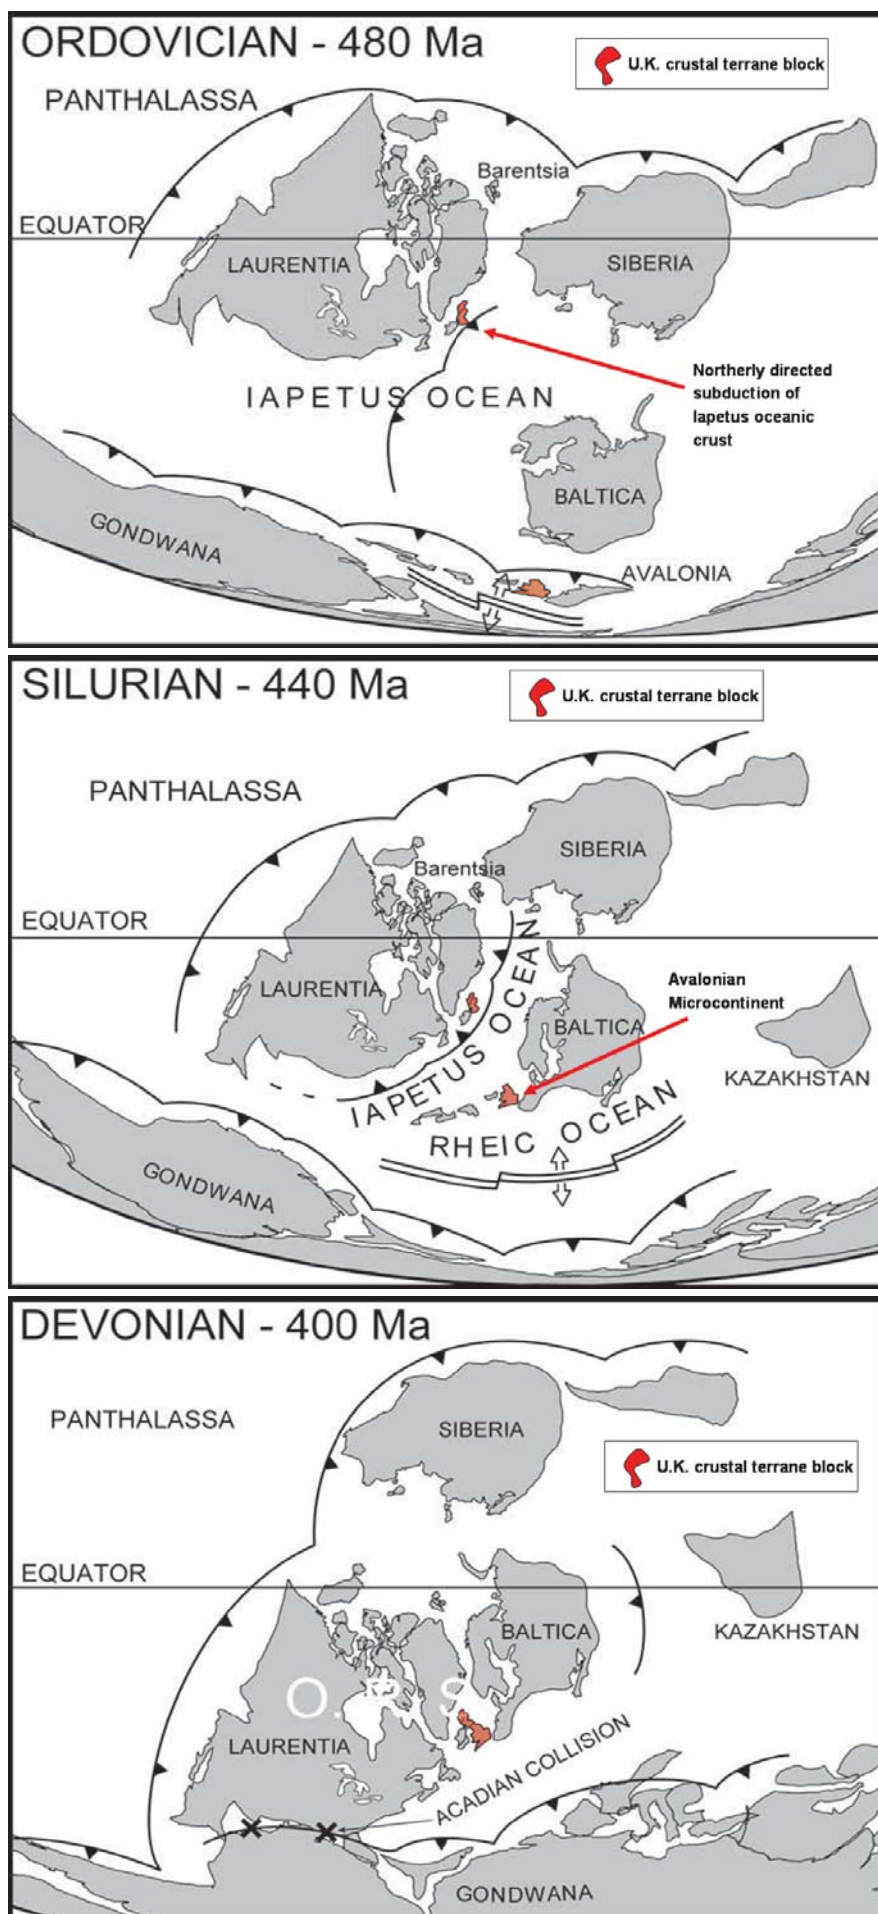 ORDOVICIAN - 480 Ma
U.K. crustal terrane block
PANTHALASSA
Barentsia
EQUATOR
LAURENTIA
SIBERIA
Northerly directed
subduction of
Iapetus oceanic
crust
IAPETUS OCEAN
BALTICA
GONDWANA
AVALONIA
SILURIAN - 440 Ma
U.K. crustal terrane block
PANTHALASSA
SIBERIA
Barentsia
EQUATOR
LAURENTIA
Avalonian
Microcontinent
BALTICA
IAPETUS OCEAN
KAZAKHSTAN
RHEIC OCEAN
GONDWANA
DEVONIAN - 400 Ma
PANTHALASSA
SIBERIA
U.K. crustal terrane block
EQUATOR
BALTICA
KAZAKHSTAN
O. R. S
LAURENTIA
ACADIAN COLLISION
GONDWANA